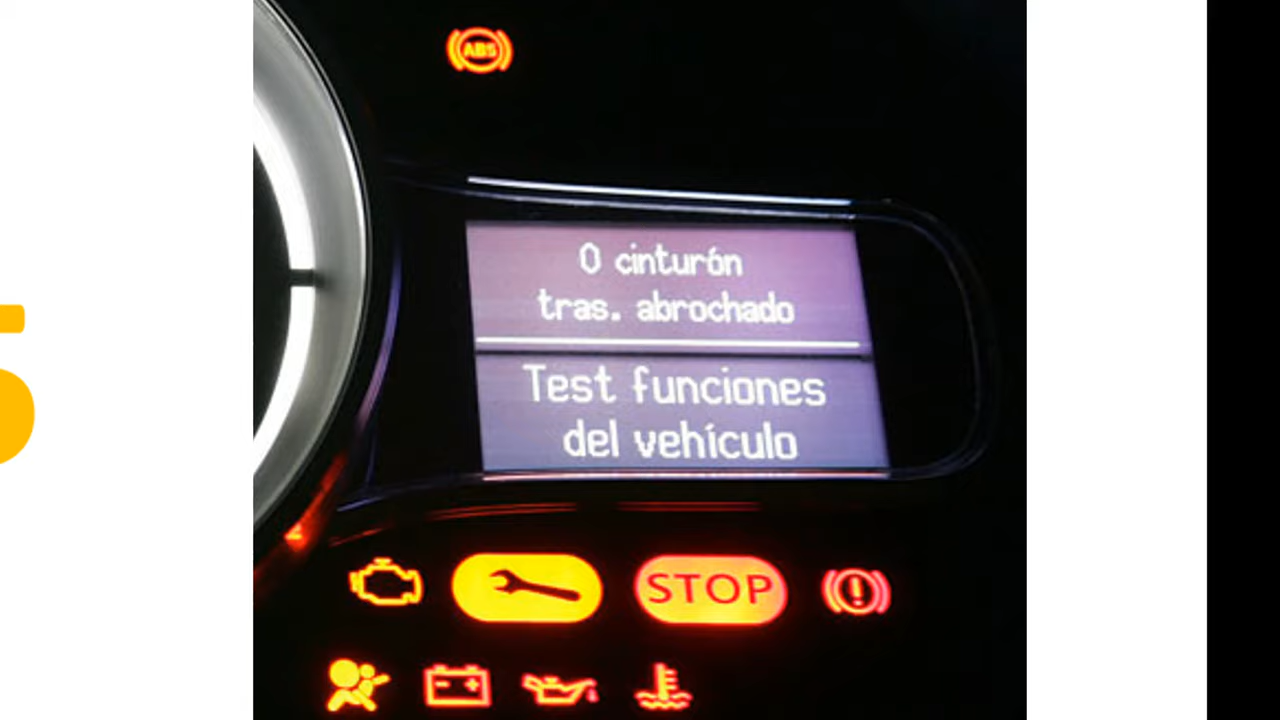 ABS
0 cinturón
tras. abrochado
Test funciones
del vehículo
STOP